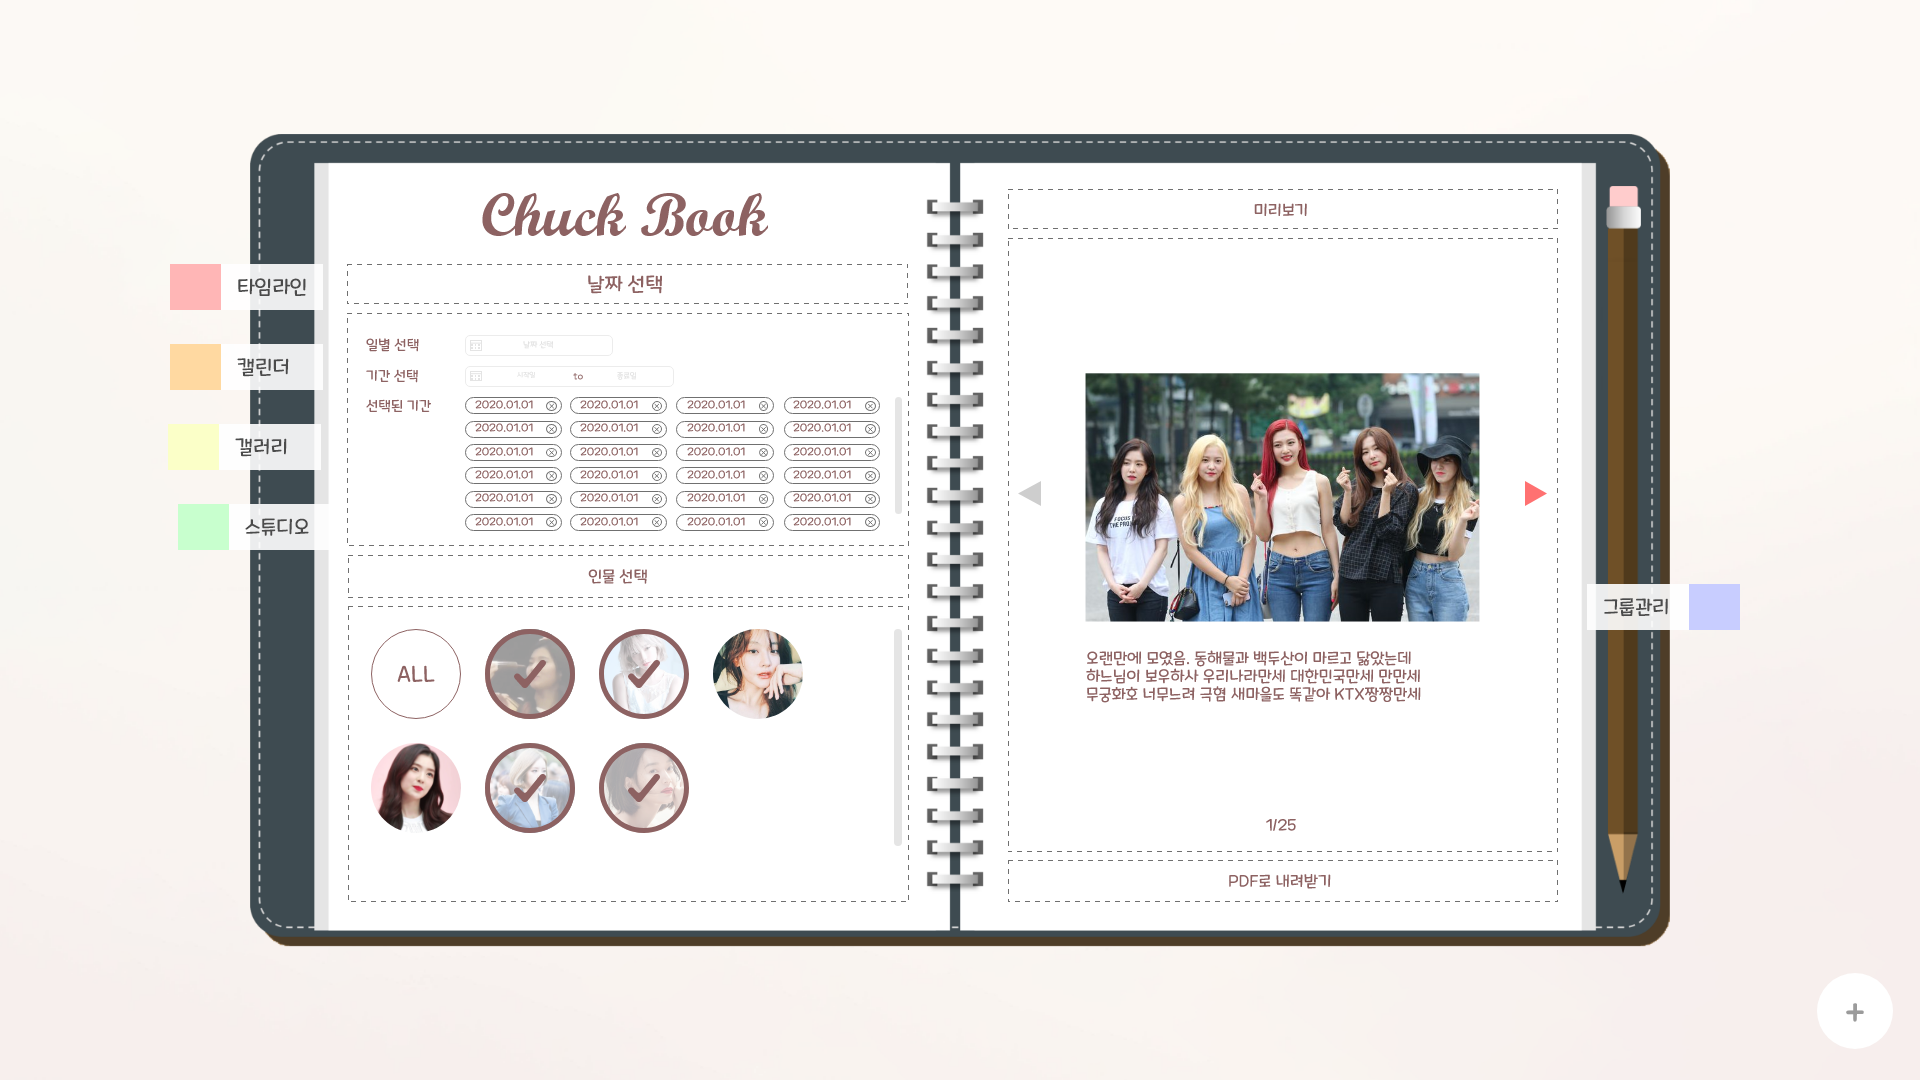 Chuck Book
날짜 선택
일별 선택
날짜 선택
기간 선택
시작일 to 종료일
선택된 기간
2020.01.01 2020.01.01 2020.01.01 2020.01.01
2020.01.01 2020.01.01 2020.01.01 2020.01.01
2020.01.01 2020.01.01 2020.01.01 2020.01.01
2020.01.01 2020.01.01 2020.01.01 2020.01.01
2020.01.01 2020.01.01 2020.01.01 2020.01.01
2020.01.01 2020.01.01 2020.01.01 2020.01.01
인물 선택
ALL
타임라인
캘린더
갤러리
스튜디오
미리보기
오랜만에 모였음. 동해물과 백두산이 마르고 닳았는데
하느님이 보우하사 우리나라만세 대한민국만세 만만세
무궁화호 너무느려 극혐 새마을도 똑같아 KTX짱짱만세
1/25
PDF로 내려받기
그룹관리
+